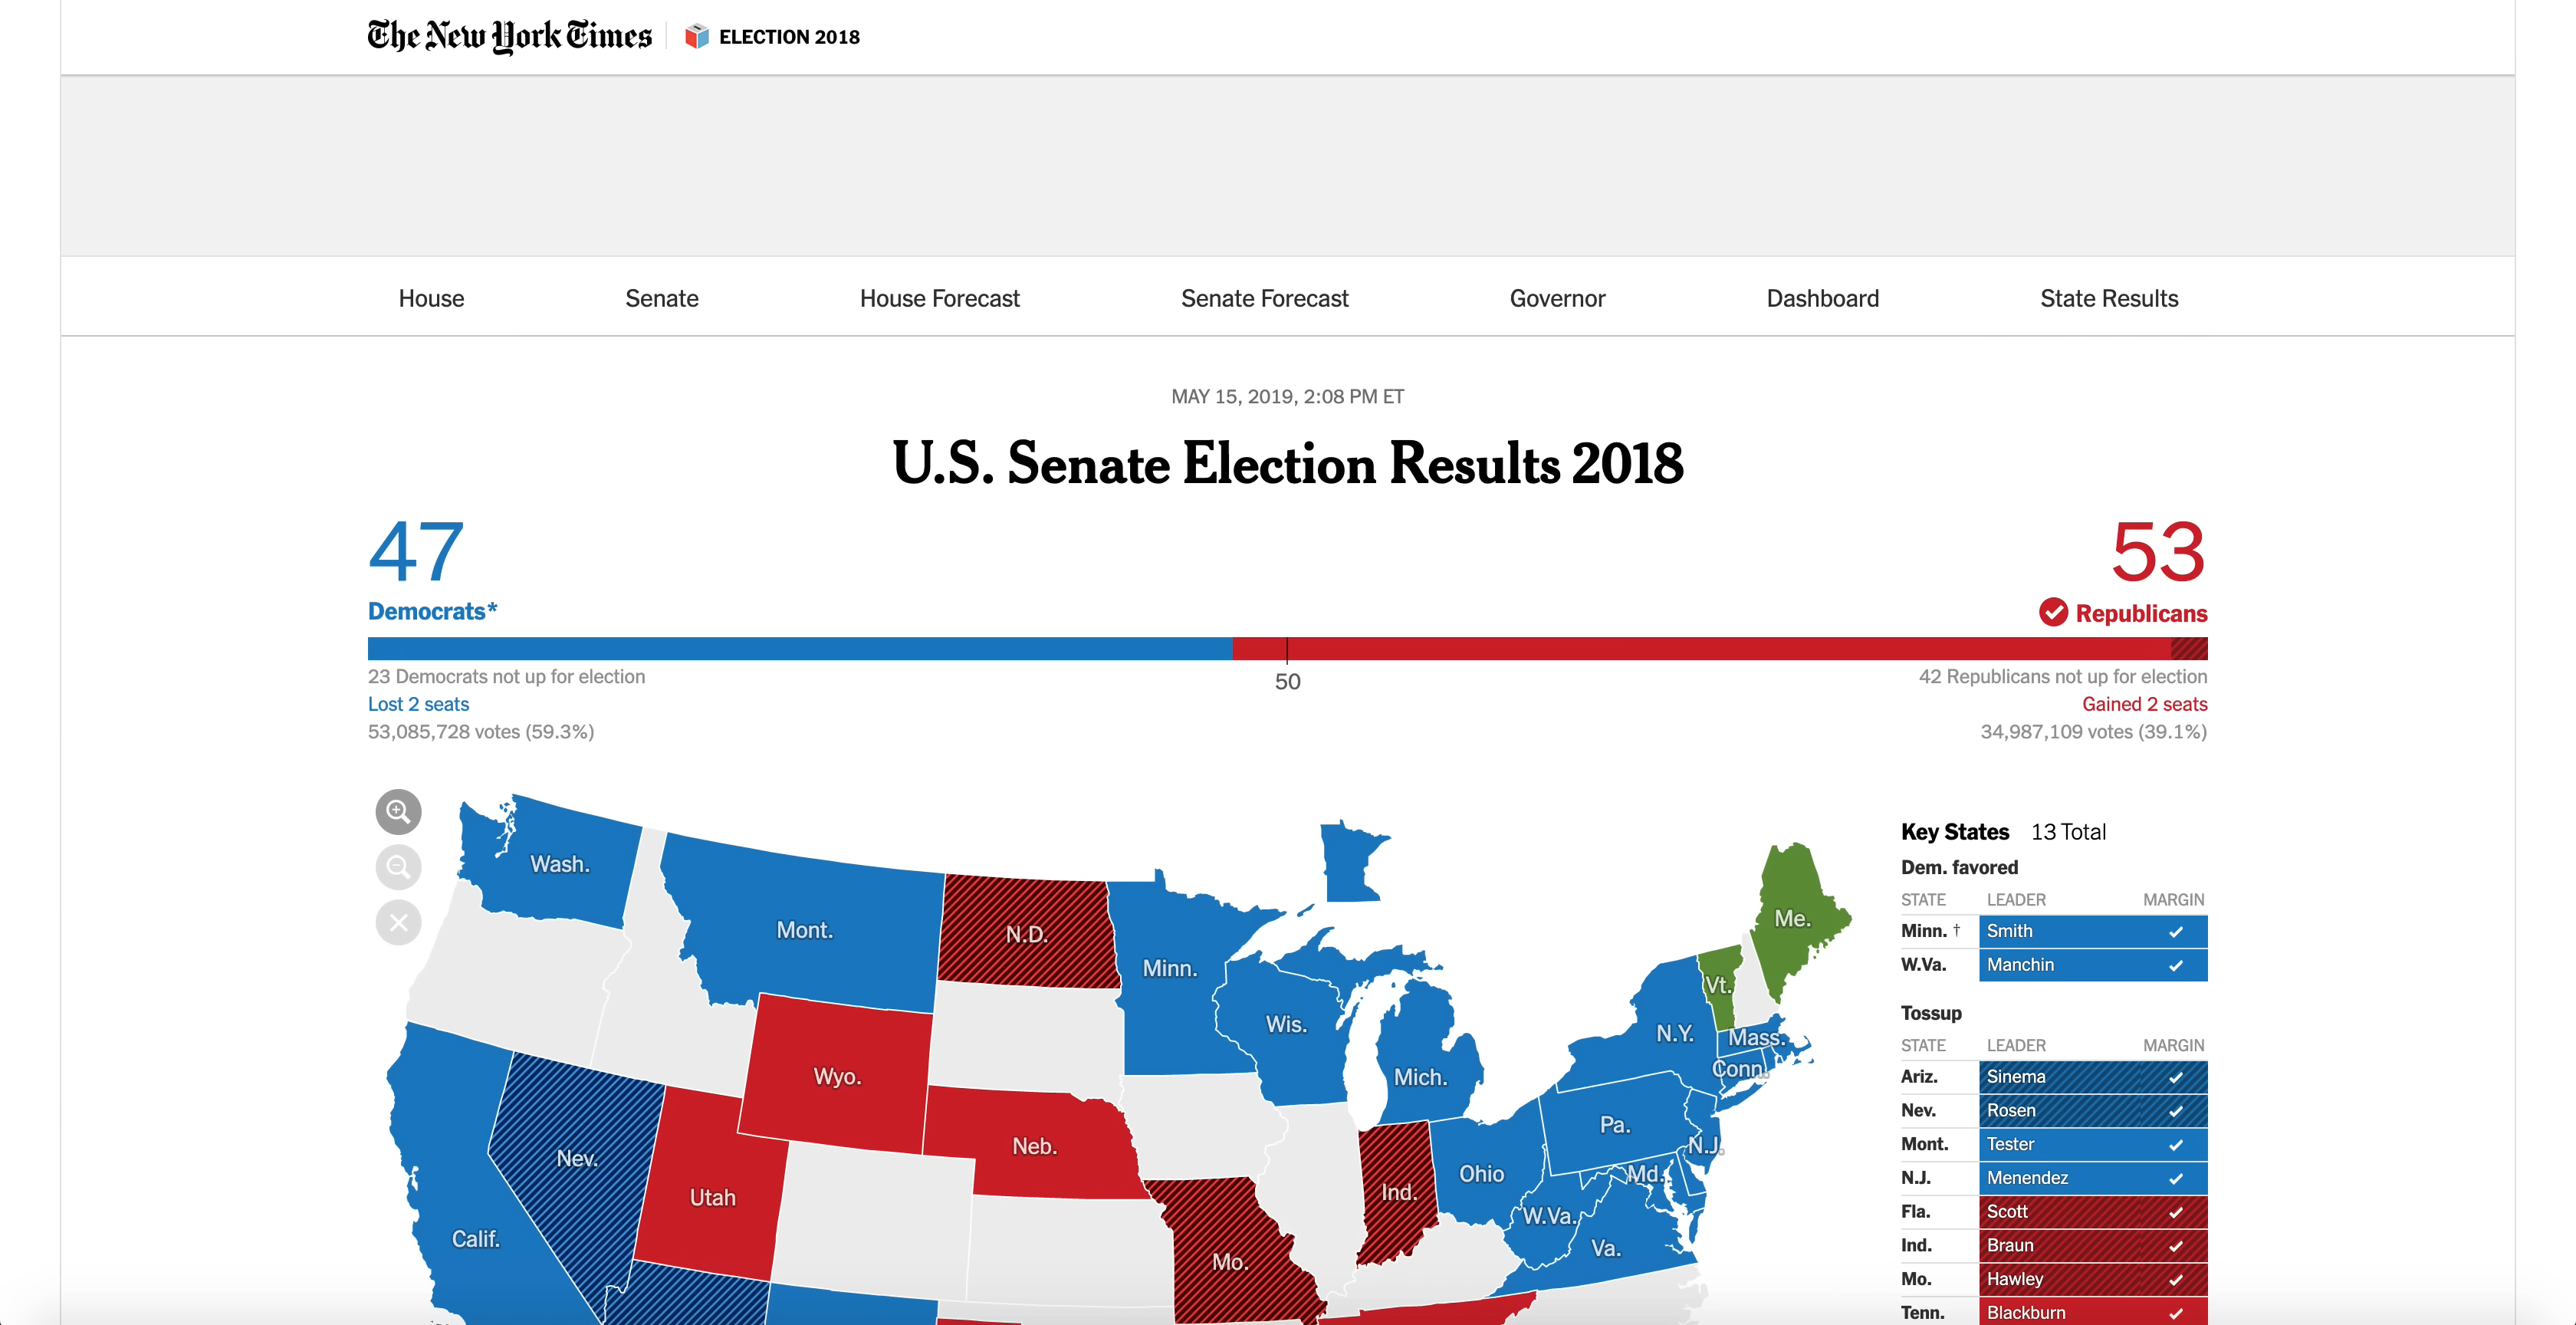 The New York Times ELECTION 2018
House Senate House Forecast Senate Forecast Governor Dashboard State Results
MAY 15, 2019, 2:08 PM ET
U.S. Senate Election Results 2018
47 53
Democrats* Republicans
23 Democrats not up for election 50 42 Republicans not up for election
Lost 2 seats Gained 2 seats
53,085,728 votes (59.3%) 34,987,109 votes (39.1%)
Wash.
Mont.
N.D.
Minn.
Wis.
Mich.
Me.
Vt.
N.Y.
Mass.
Conn.
Wyo.
Neb.
Pa.
N.J.
Nev.
Utah
Ind.
Ohio
Md.
W.Va.
Va.
Calif.
Mo.
Key States 13 Total
Dem. favored
STATE LEADER MARGIN
Minn. † Smith ✓
W.Va. Manchin ✓
Tossup
STATE LEADER MARGIN
Ariz. Sinema ✓
Nev. Rosen ✓
Mont. Tester ✓
N.J. Menendez ✓
Fla. Scott ✓
Ind. Braun ✓
Mo. Hawley ✓
Tenn. Blackburn ✓